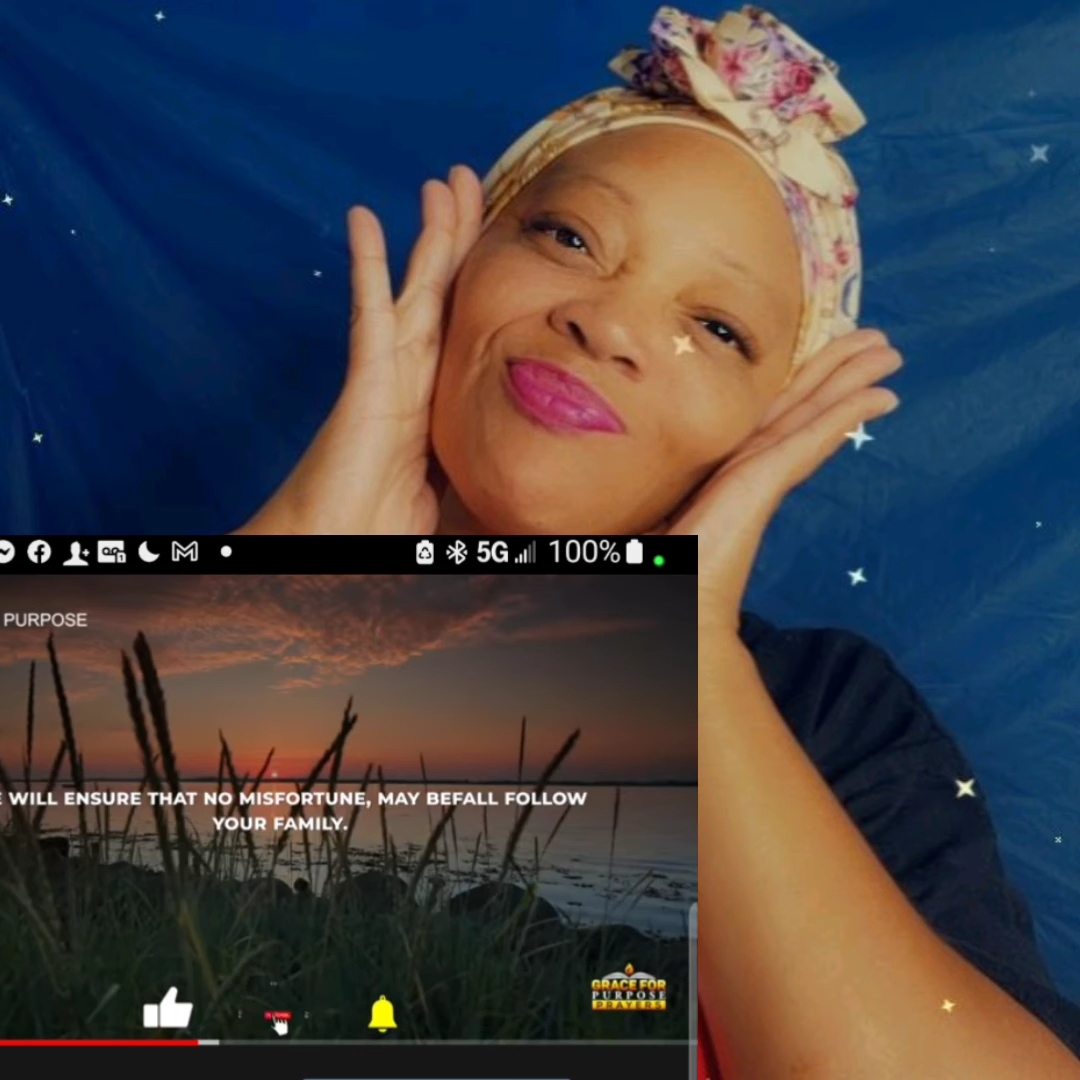 5G 100%
PURPOSE
WILL ENSURE THAT NO MISFORTUNE, MAY BEFALL FOLLOW
YOUR FAMILY.
GRACE FOR
PURPOSE
PRAYERS